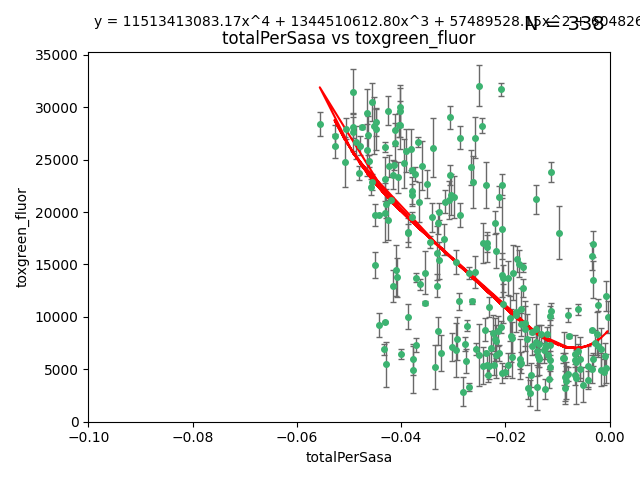 y = 11513413083.17x^4 + 1344510612.80x^3 + 57489528.
N = 338
totalPerSasa vs toxgreen_fluor
35000
30000
25000
20000
15000
10000
5000
0
toxgreen_fluor
−0.10 −0.08 −0.06 −0.04 −0.02 0.00
totalPerSasa